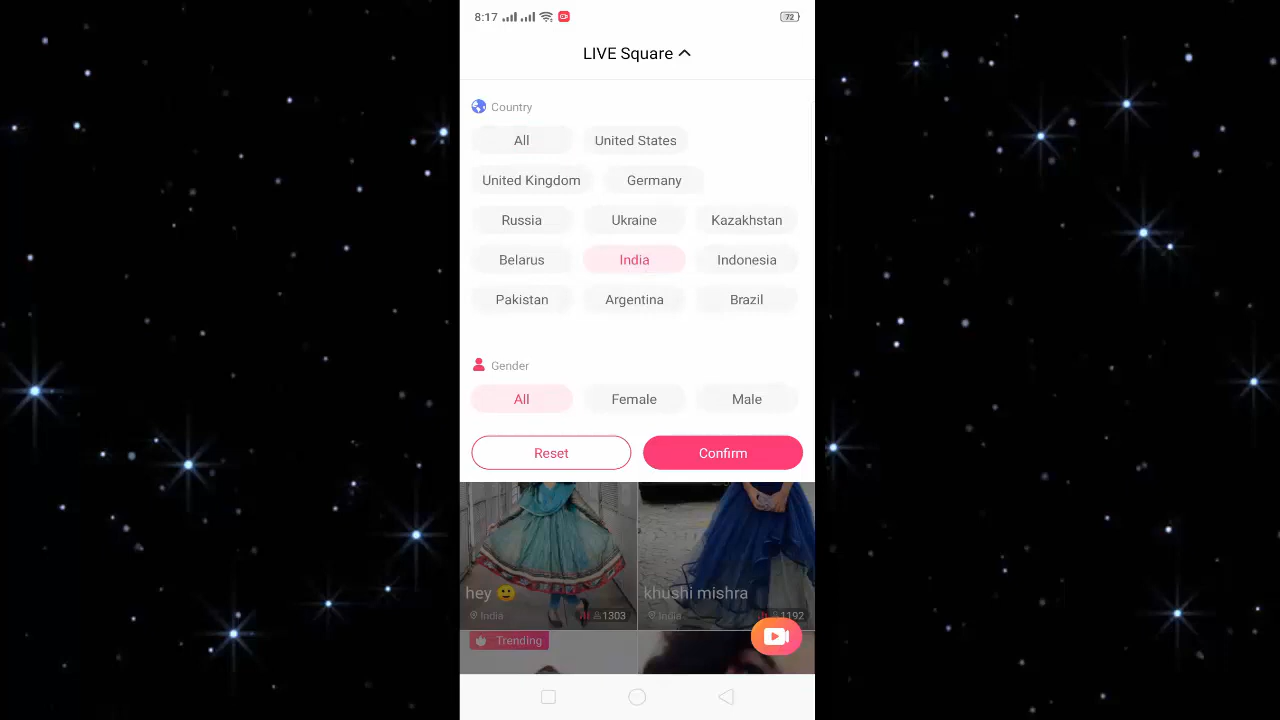 8:17
72
LIVE Square
Country
All United States
United Kingdom Germany
Russia Ukraine Kazakhstan
Belarus India Indonesia
Pakistan Argentina Brazil
Gender
All Female Male
Reset Confirm
hey 🙂 khushi mishra
India 1303 India 1192
Trending